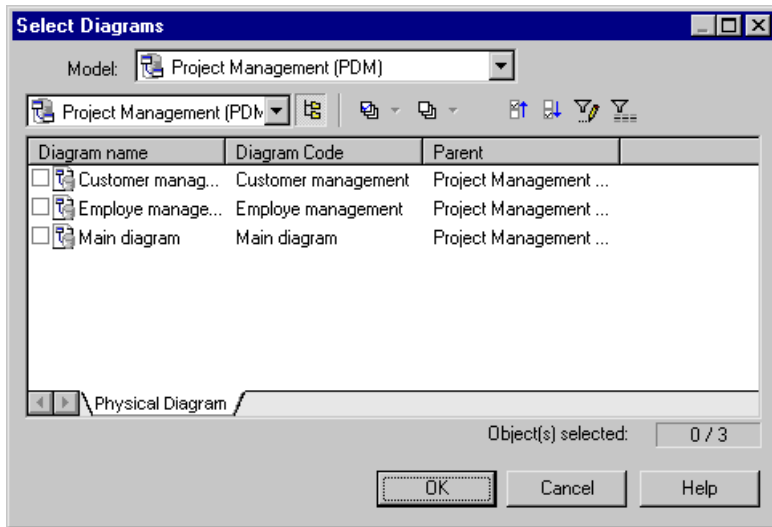 Select Diagrams
Model: Project Management (PDM)
Project Management (PDM
Diagram name Diagram Code Parent
Customer manag... Customer management Project Management ...
Employe manage... Employe management Project Management ...
Main diagram Main diagram Project Management ...
Physical Diagram
Object(s) selected: 0 / 3
OK Cancel Help